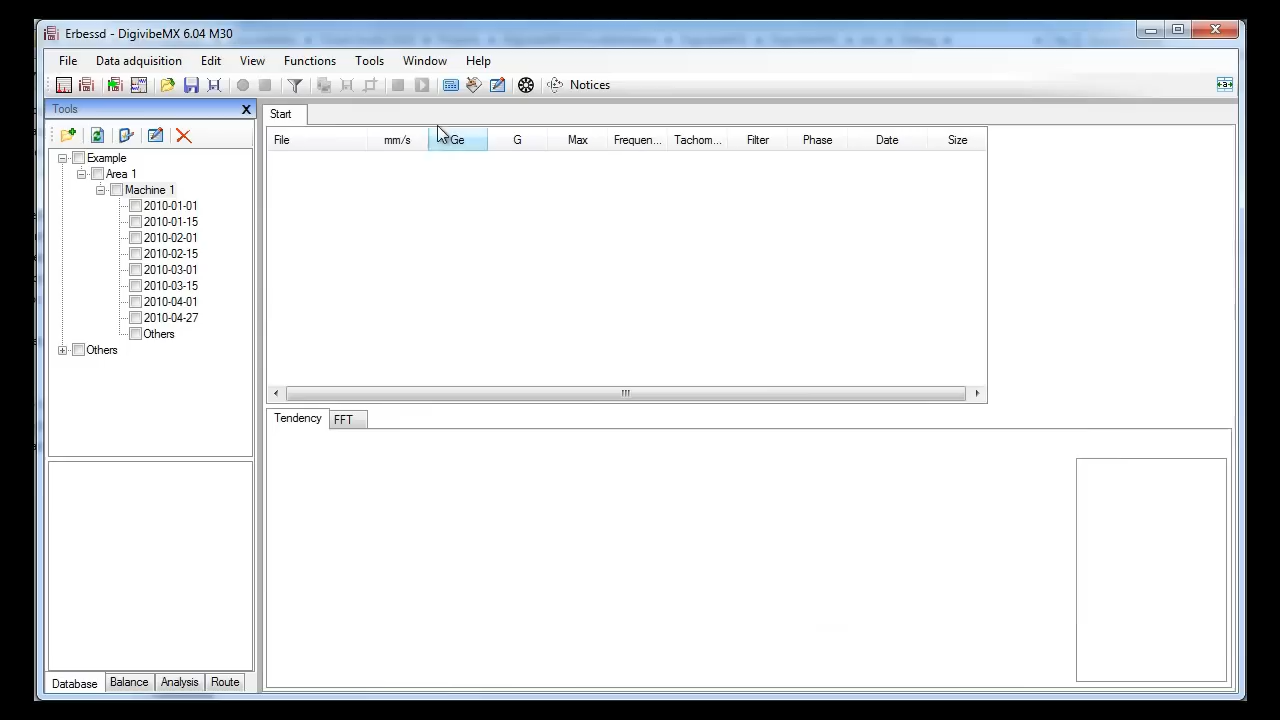 Erbessd - DigivibeMX 6.04 M30
File Data adquisition Edit View Functions Tools Window Help
Notices
Tools
Start
File mm/s Ge G Max Frequen... Tachom... Filter Phase Date Size
Example
Area 1
Machine 1
2010-01-01
2010-01-15
2010-02-01
2010-02-15
2010-03-01
2010-03-15
2010-04-01
2010-04-27
Others
Others
Tendency FFT
Database Balance Analysis Route